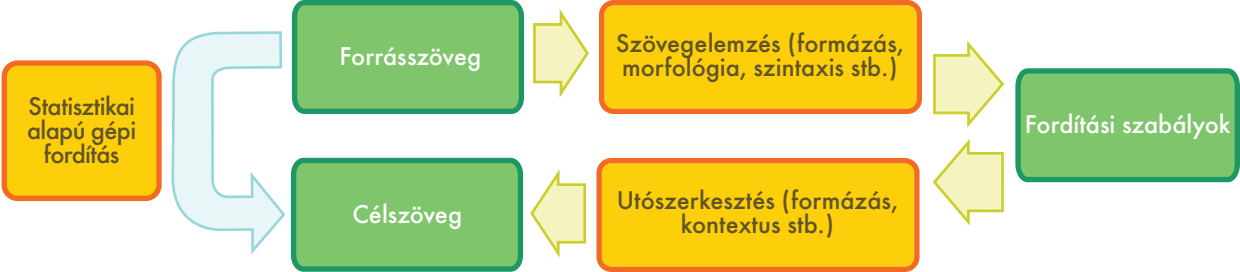 Statisztikai
alapú gépi
fordítás
Forrásszöveg
Szövegelemzés (formázás,
morfológia, szintaxis stb.)
Fordítási szabályok
Utószerkesztés (formázás,
kontextus stb.)
Célszöveg